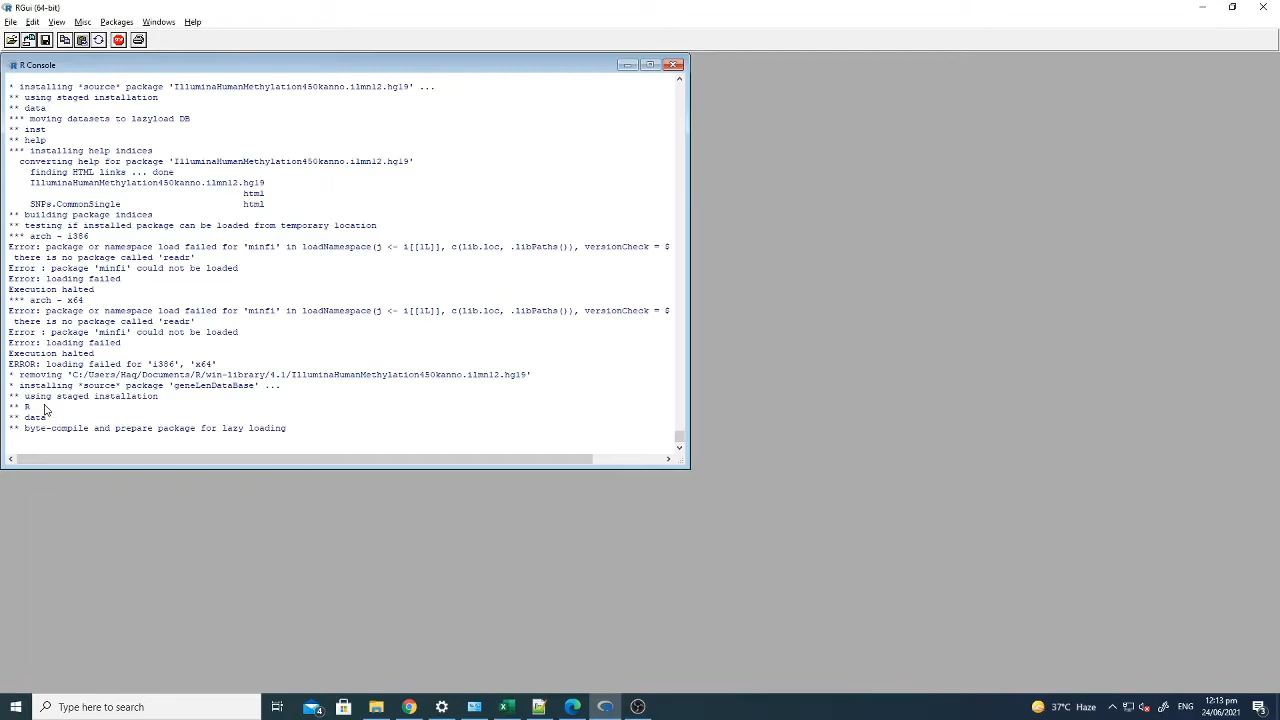 RGui (64-bit)
File Edit View Misc Packages Windows Help
R Console
* installing *source* package 'IlluminaHumanMethylation450kanno.ilmn12.hg19' ...
** using staged installation
** data
*** moving datasets to lazyload DB
** inst
** help
*** installing help indices
converting help for package 'IlluminaHumanMethylation450kanno.ilmn12.hg19'
finding HTML links ... done
IlluminaHumanMethylation450kanno.ilmn12.hg19
html
SNPs.CommonSingle html
** building package indices
** testing if installed package can be loaded from temporary location
*** arch - i386
Error: package or namespace load failed for 'minfi' in loadNamespace(j <- i[[1L]], c(lib.loc, .libPaths()), versionCheck = $
there is no package called 'readr'
Error : package 'minfi' could not be loaded
Error: loading failed
Execution halted
*** arch - x64
Error: package or namespace load failed for 'minfi' in loadNamespace(j <- i[[1L]], c(lib.loc, .libPaths()), versionCheck = $
there is no package called 'readr'
Error : package 'minfi' could not be loaded
Error: loading failed
Execution halted
ERROR: loading failed for 'i386', 'x64'
* removing 'C:/Users/Haq/Documents/R/win-library/4.1/IlluminaHumanMethylation450kanno.ilmn12.hg19'
* installing *source* package 'geneLenDataBase' ...
** using staged installation
** R
** data
** byte-compile and prepare package for lazy loading
Type here to search
4
37°C Haze
ENG
12:13 pm
24/06/2021